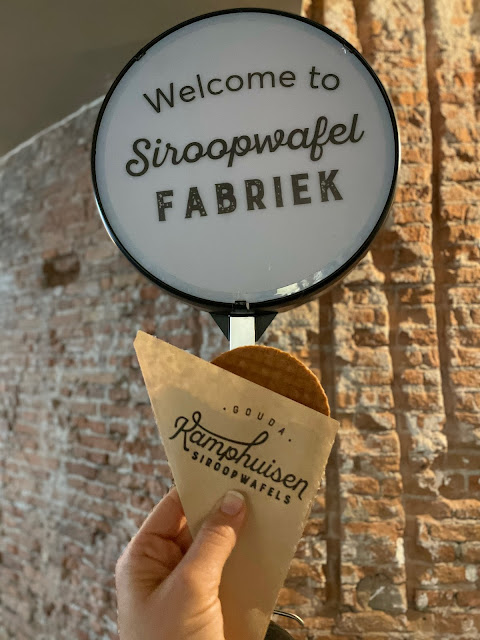 Welcome to
Siroopwafel
FABRIEK
·GOUDA·
Kamphuisen
SIROOPWAFELS